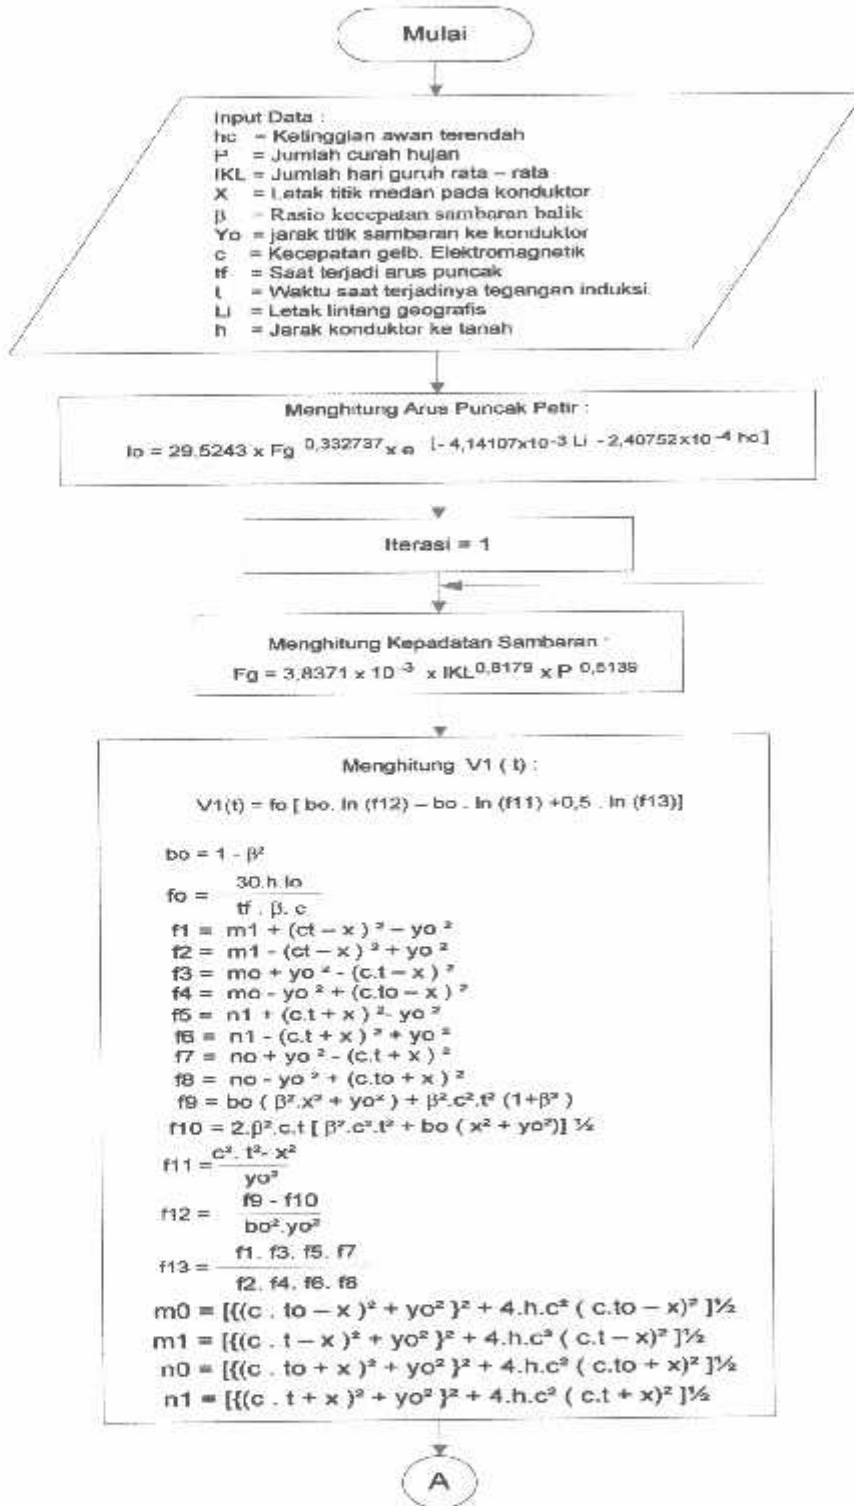 Mulai
Input Data :
hc = Ketinggian awan terendah
P = Jumlah curah hujan
IKL = Jumlah hari guruh rata – rata
X = Letak titik medan pada konduktor
β = Rasio kecepatan sambaran balik
Yo = jarak titik sambaran ke konduktor
c = Kecepatan gelb. Elektromagnetik
tf = Saat terjadi arus puncak
t = Waktu saat terjadinya tegangan induksi
Li = Letak lintang geografis
h = Jarak konduktor ke tanah
Menghitung Arus Puncak Petir :
Io = 29.5243 x Fg ^0,332737 x e ^[- 4,14107x10-3 Li - 2,40752x10-4 hc]
Iterasi = 1
Menghitung Kepadatan Sambaran :
Fg = 3,8371 x 10⁻³ x IKL^0,8179 x P ^0,5139
Menghitung V1 ( t) :
V1(t) = fo [ bo. ln (f12) – bo . ln (f11) +0,5 . ln (f13)]
bo = 1 - β²
fo = 30.h.Io
tf . β. c
f1 = m1 + (ct – x ) ² – yo ²
f2 = m1 - (ct – x ) ² + yo ²
f3 = mo + yo ² - (c.t – x ) ²
f4 = mo - yo ² + (c.to – x ) ²
f5 = n1 + (c.t + x ) ²- yo ²
f6 = n1 - (c.t + x ) ² + yo ²
f7 = no + yo ² - (c.t + x ) ²
f8 = no - yo ² + (c.to + x ) ²
f9 = bo ( β².x² + yo² ) + β².c².t² (1+β² )
f10 = 2.β².c.t [ β².c².t² + bo ( x² + yo²)] ½
f11 = c². t²- x²
yo²
f12 = f9 - f10
bo².yo²
f13 = f1. f3. f5. f7
f2. f4. f6. f8
m0 = [{(c . to – x )² + yo² }² + 4.h.c² ( c.to – x)² ]½
m1 = [{(c . t – x )² + yo² }² + 4.h.c² ( c.t – x)² ]½
n0 = [{(c . to + x )² + yo² }² + 4.h.c² ( c.to + x)² ]½
n1 = [{(c . t + x )² + yo² }² + 4.h.c² ( c.t + x)² ]½
A